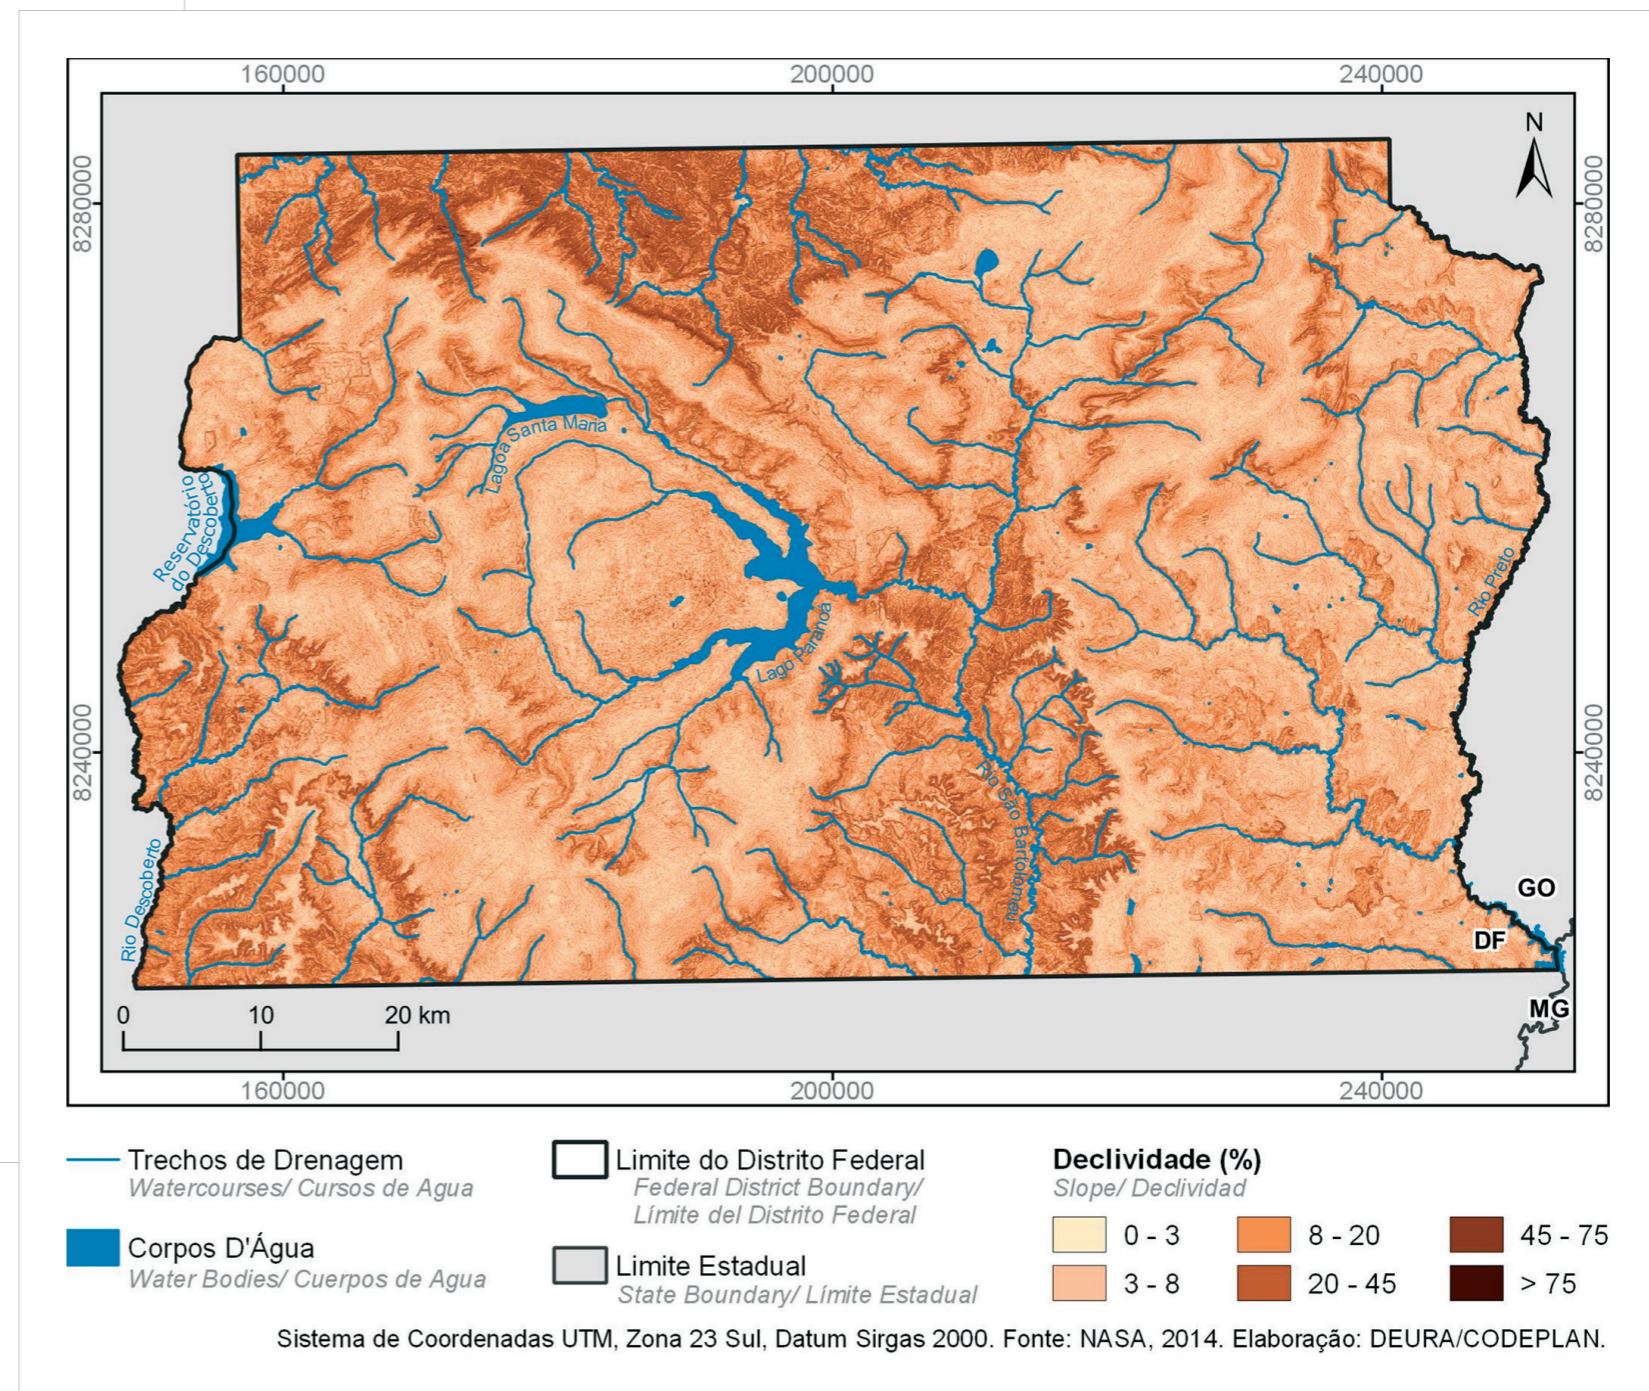 160000
200000
240000
N
8280000
8280000
Lagoa Santa Maria
Reservatório
do Descoberto
Rio Preto
Lago Paranoá
8240000
8240000
Rio São Bartolomeu
Rio Descoberto
GO
DF
MG
0 10 20 km
160000
200000
240000
Trechos de Drenagem
Watercourses/ Cursos de Agua
Corpos D'Água
Water Bodies/ Cuerpos de Agua
Limite do Distrito Federal
Federal District Boundary/
Límite del Distrito Federal
Limite Estadual
State Boundary/ Límite Estadual
Declividade (%)
Slope/ Declividad
0 - 3
8 - 20
45 - 75
3 - 8
20 - 45
> 75
Sistema de Coordenadas UTM, Zona 23 Sul, Datum Sirgas 2000. Fonte: NASA, 2014. Elaboração: DEURA/CODEPLAN.